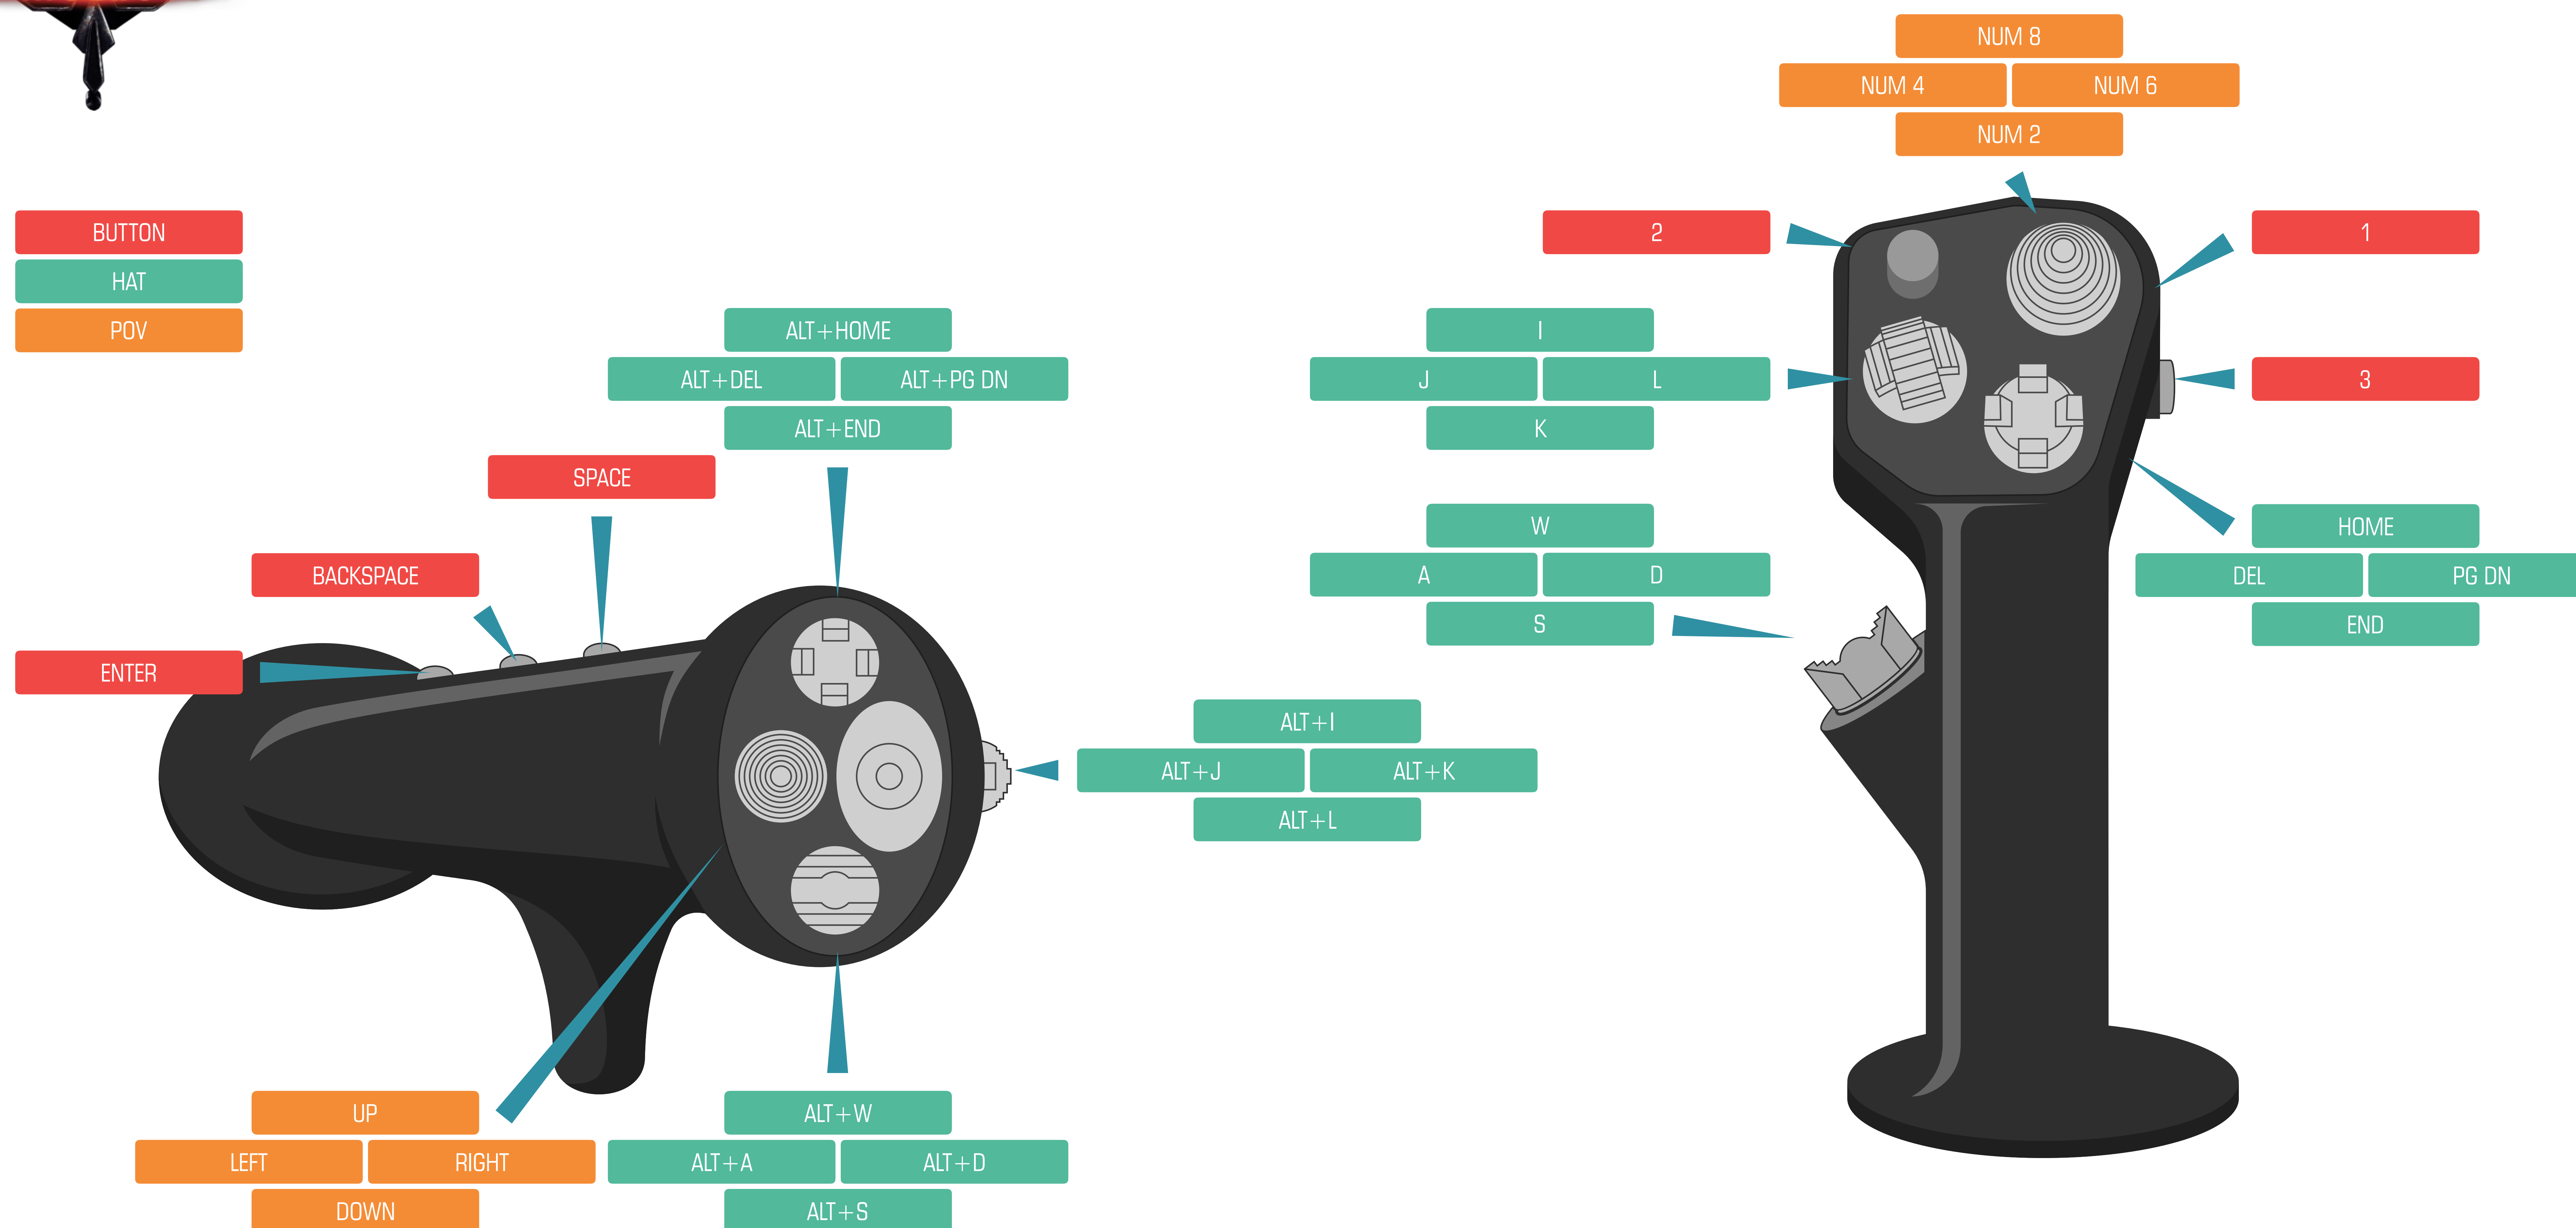 BUTTON
HAT
POV
ALT+HOME
ALT+DEL
ALT+PG DN
ALT+END
SPACE
BACKSPACE
ENTER
ALT+I
ALT+J
ALT+K
ALT+L
UP
LEFT
RIGHT
DOWN
ALT+W
ALT+A
ALT+D
ALT+S
NUM 8
NUM 4
NUM 6
NUM 2
2
1
I
J
L
K
3
W
A
D
S
HOME
DEL
PG DN
END